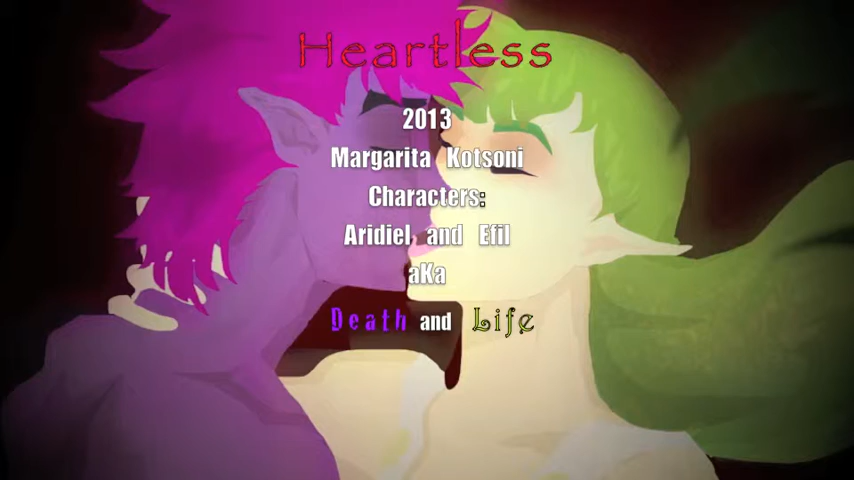 Heartless
2013
Margarita Kotsoni
Characters:
Aridiel and Efil
aKa
Death and Life